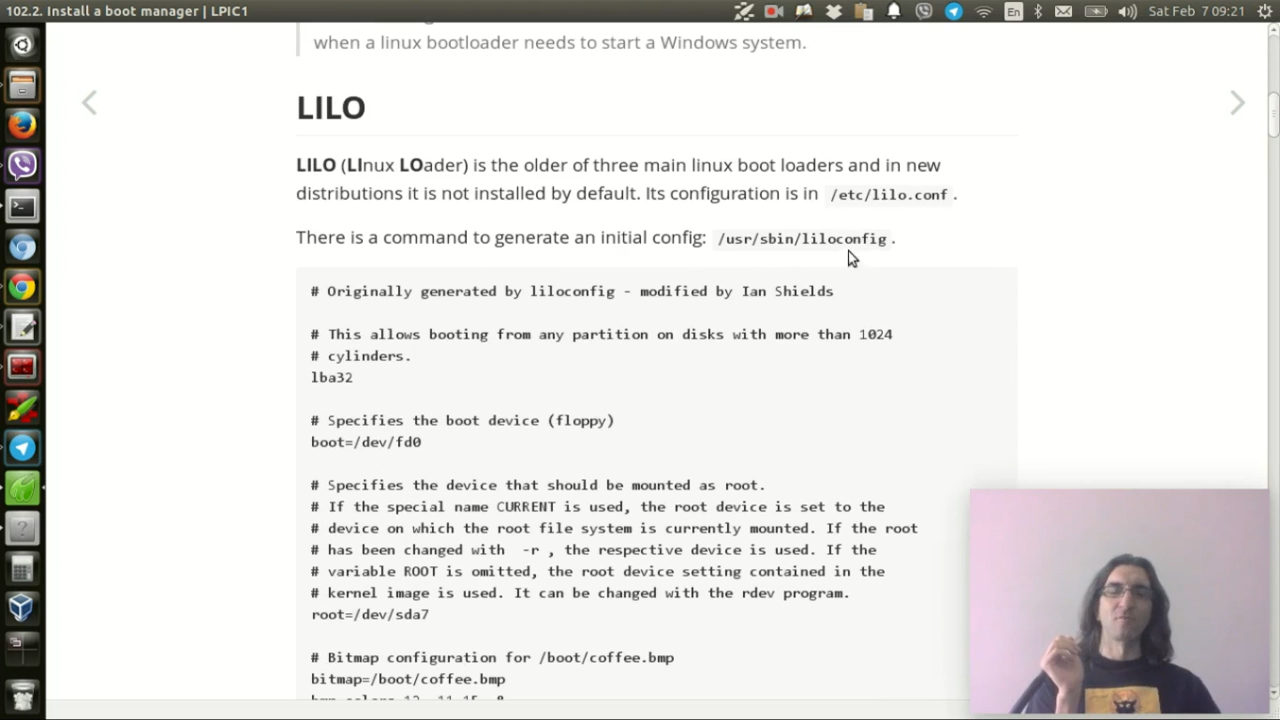 102.2. Install a boot manager | LPIC1
En
Sat Feb 7 09:21
when a linux bootloader needs to start a Windows system.
LILO
LILO (LInux LOader) is the older of three main linux boot loaders and in new
distributions it is not installed by default. Its configuration is in /etc/lilo.conf .
There is a command to generate an initial config: /usr/sbin/liloconfig .
# Originally generated by liloconfig - modified by Ian Shields
# This allows booting from any partition on disks with more than 1024
# cylinders.
lba32
# Specifies the boot device (floppy)
boot=/dev/fd0
# Specifies the device that should be mounted as root.
# If the special name CURRENT is used, the root device is set to the
# device on which the root file system is currently mounted. If the root
# has been changed with  -r , the respective device is used. If the
# variable ROOT is omitted, the root device setting contained in the
# kernel image is used. It can be changed with the rdev program.
root=/dev/sda7
# Bitmap configuration for /boot/coffee.bmp
bitmap=/boot/coffee.bmp